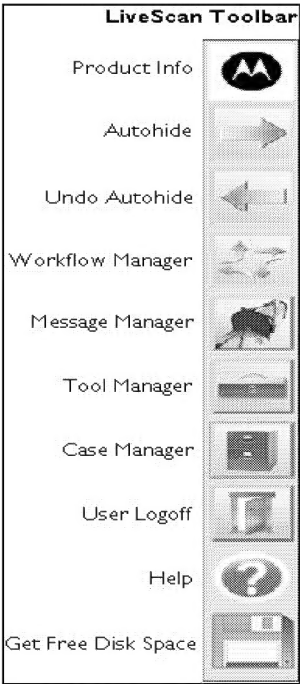 LiveScan Toolbar
Product Info
Autohide
Undo Autohide
Workflow Manager
Message Manager
Tool Manager
Case Manager
User Logoff
Help
?
Get Free Disk Space